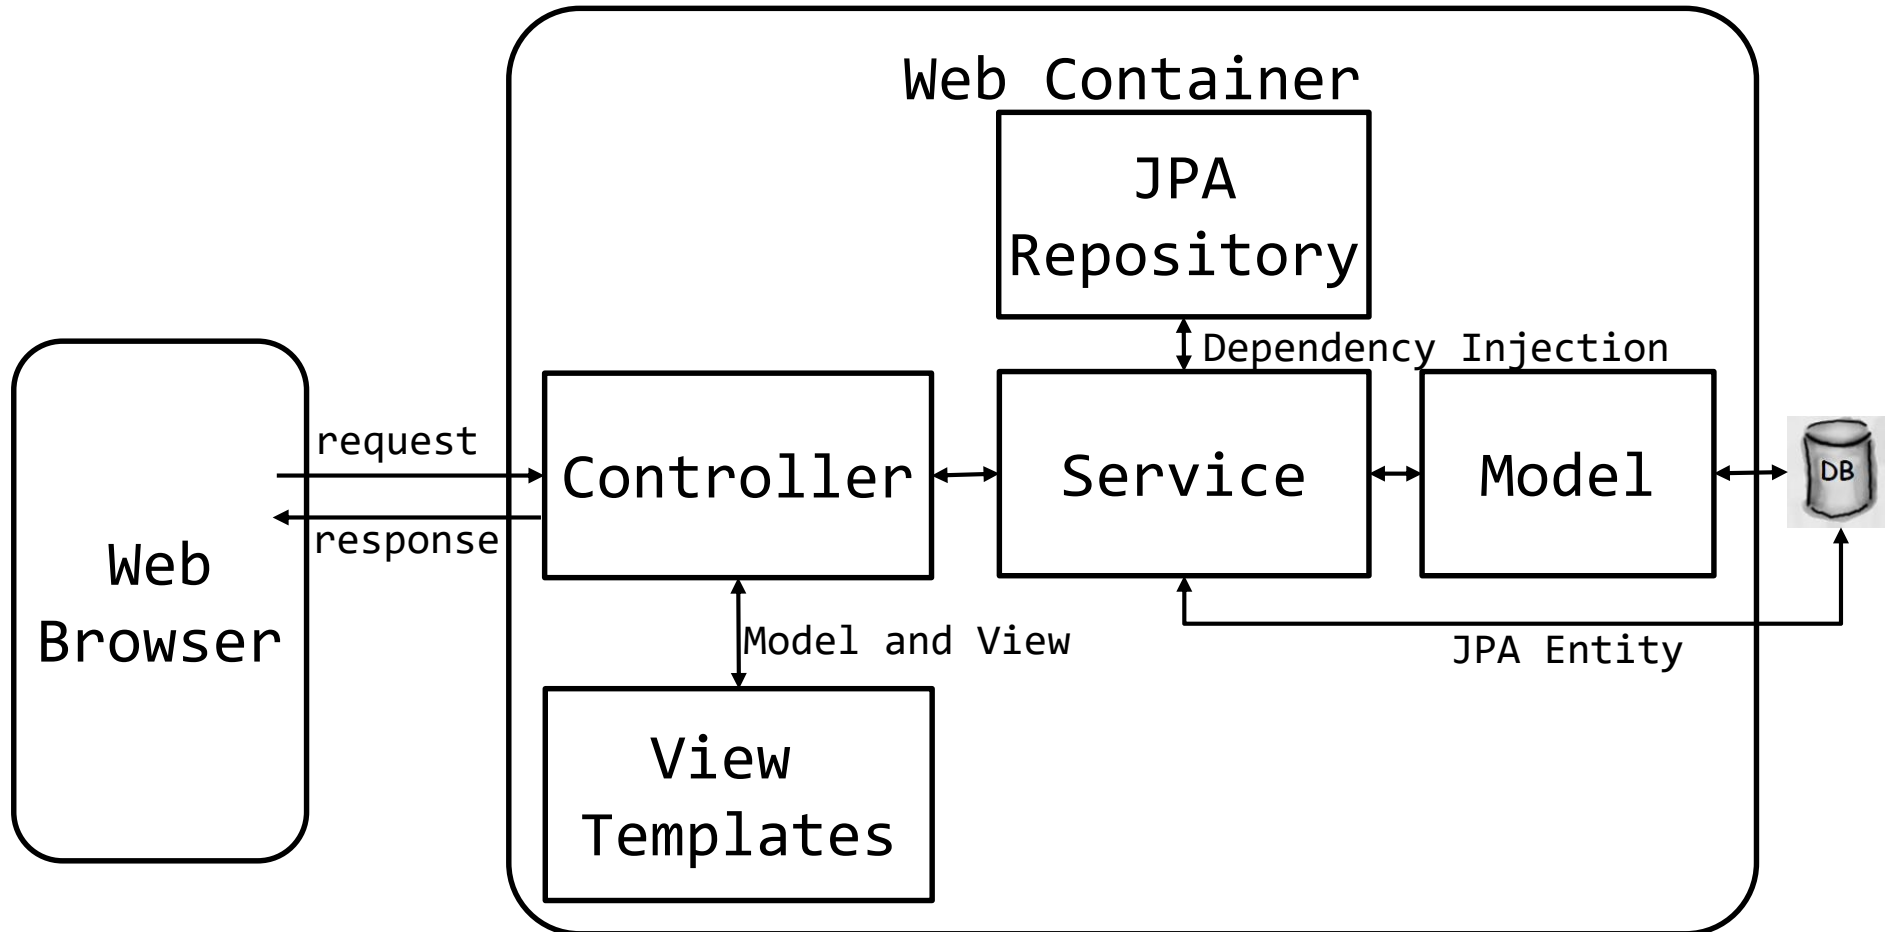 Web Container
JPA
Repository
Dependency Injection
request
Controller
Service
Model
DB
response
Web
Browser
Model and View
JPA Entity
View
Templates